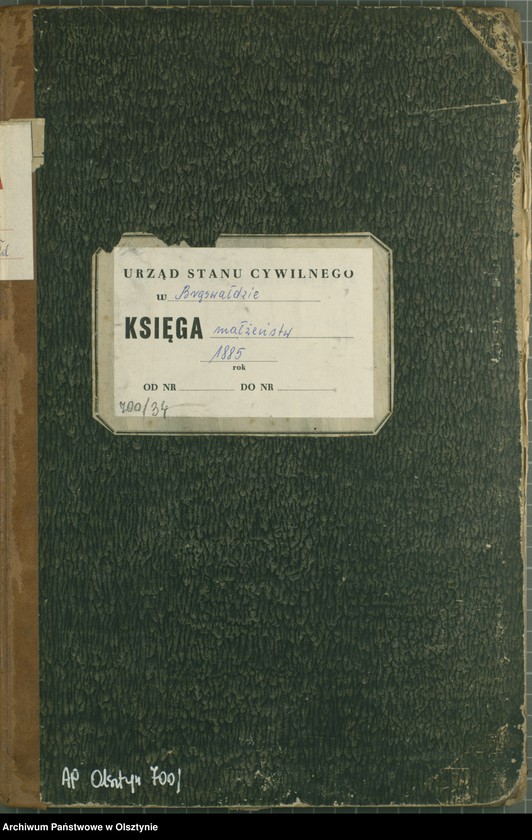 URZĄD STANU CYWILNEGO
w Brąswałdzie
KSIĘGA małżeństw
1885
rok
OD NR DO NR
700/34
AP Olsztyn 700/
Archiwum Państwowe w Olsztynie